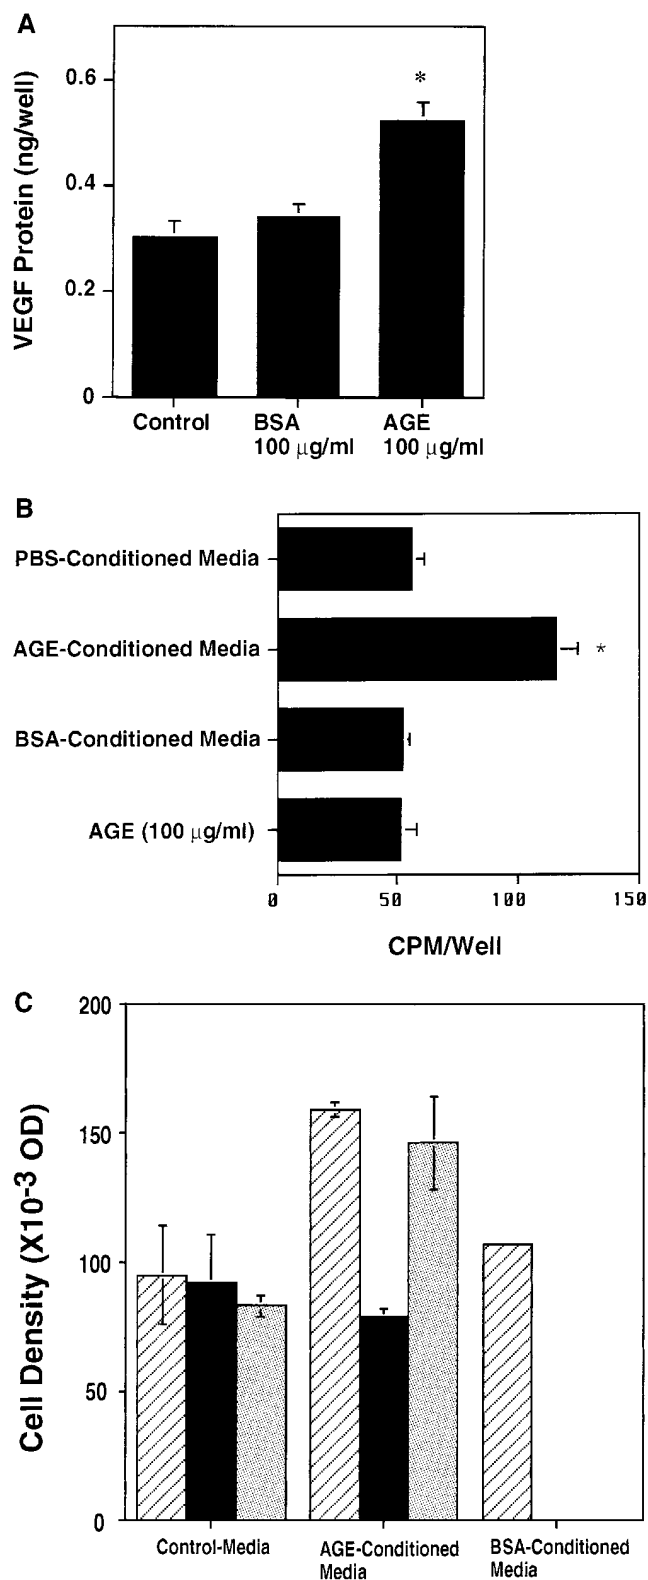 A
VEGF Protein (ng/well)
0.6
0.4
0.2
0
*
Control
BSA
100 μg/ml
AGE
100 μg/ml
B
PBS-Conditioned Media
AGE-Conditioned Media
*
BSA-Conditioned Media
AGE (100 μg/ml)
0
50
100
150
CPM/Well
C
Cell Density (X10-3 OD)
200
150
100
50
0
Control-Media
AGE-Conditioned
Media
BSA-Conditioned
Media